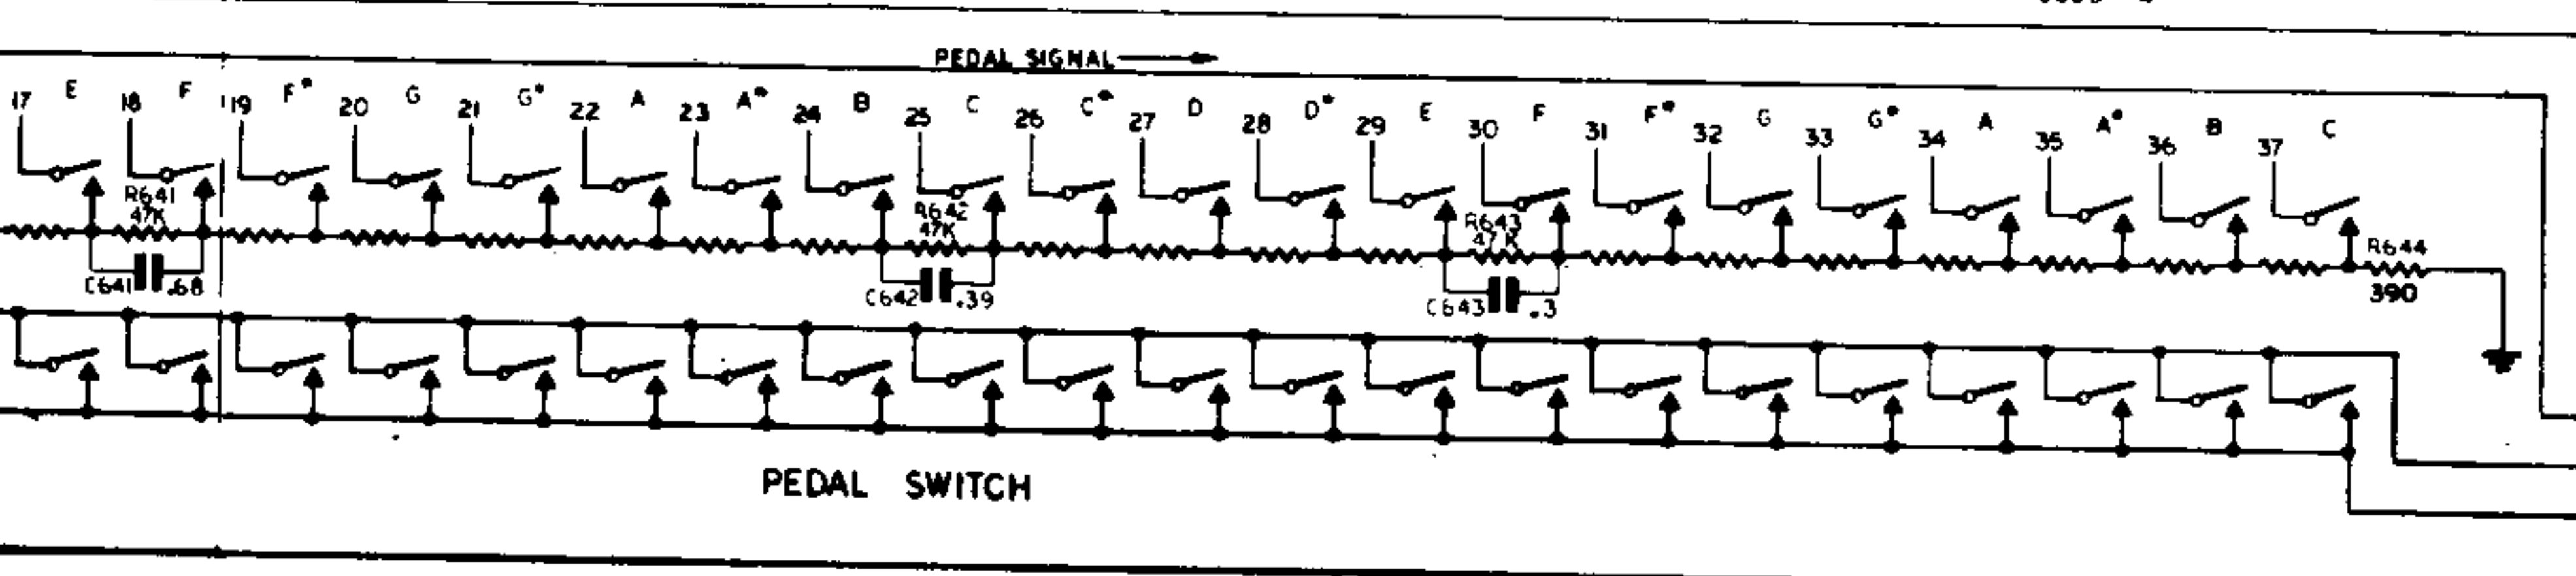 PEDAL SIGNAL
17 E 18 F 19 F# 20 G 21 G# 22 A 23 A# 24 B 25 C 26 C# 27 D 28 D# 29 E 30 F 31 F# 32 G 33 G# 34 A 35 A# 36 B 37 C
R641
47K
R642
47K
R643
47K
R644
390
C641 .68
C642 .39
C643 .3
PEDAL SWITCH